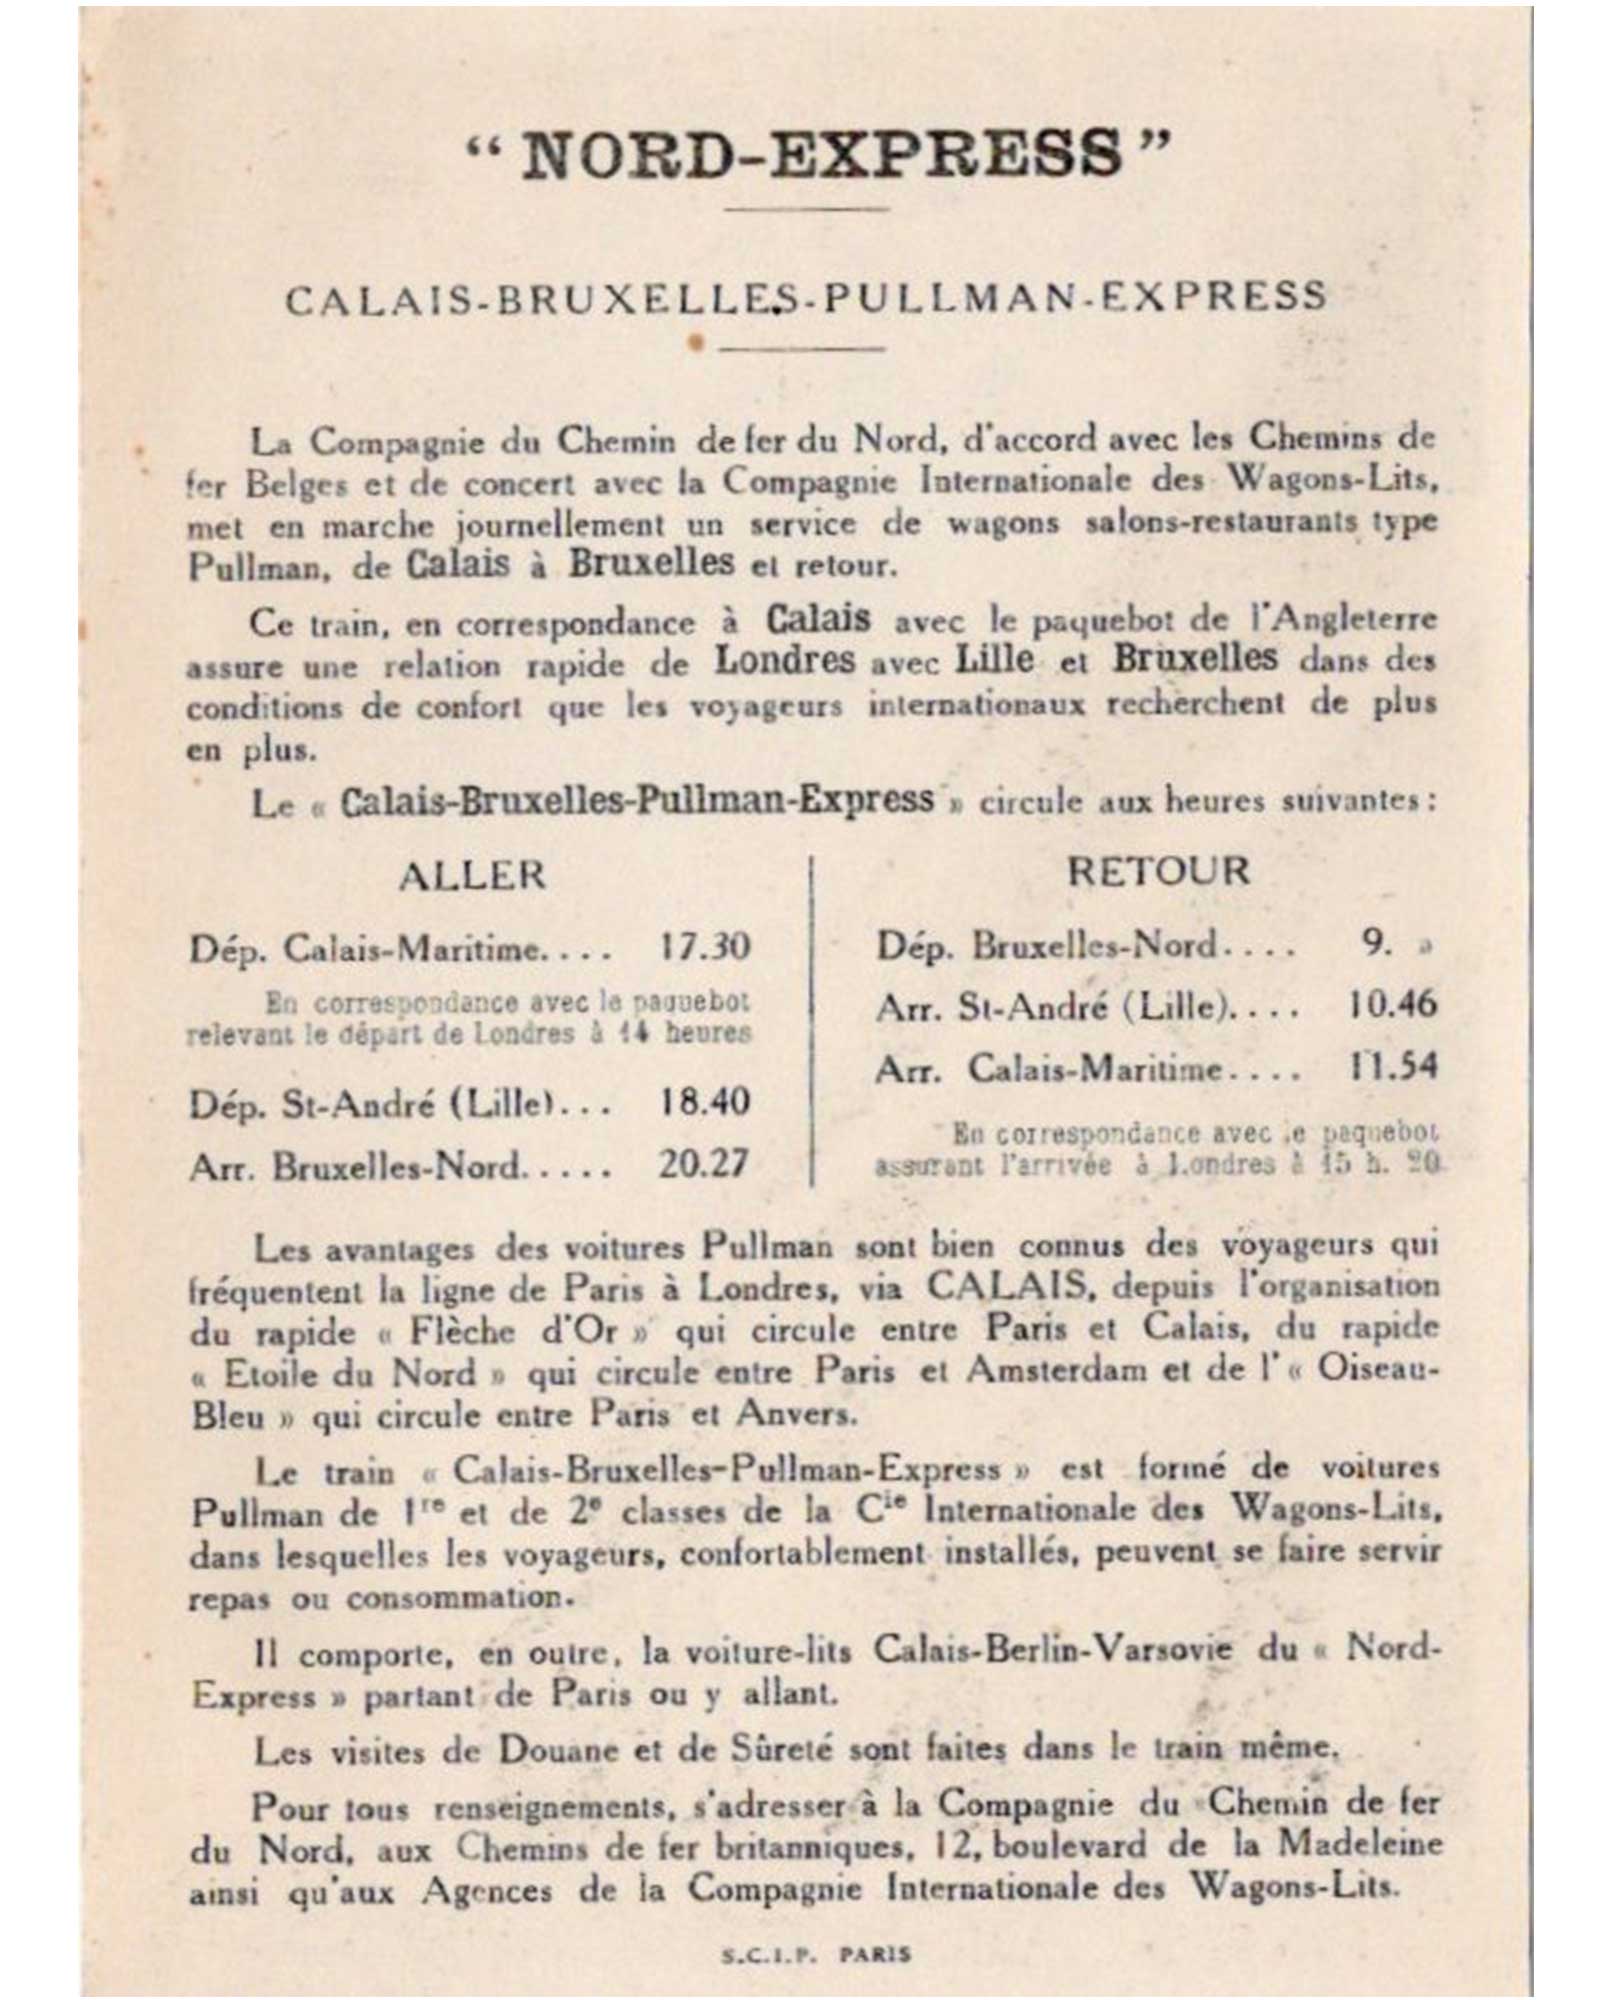 “ NORD-EXPRESS ”
CALAIS-BRUXELLES-PULLMAN-EXPRESS
La Compagnie du Chemin de fer du Nord, d'accord avec les Chemins de
fer Belges et de concert avec la Compagnie Internationale des Wagons-Lits,
met en marche journellement un service de wagons salons-restaurants type
Pullman, de Calais à Bruxelles et retour.
Ce train, en correspondance à Calais avec le paquebot de l'Angleterre
assure une relation rapide de Londres avec Lille et Bruxelles dans des
conditions de confort que les voyageurs internationaux recherchent de plus
en plus.
Le « Calais-Bruxelles-Pullman-Express » circule aux heures suivantes :
ALLER
Dép. Calais-Maritime.... 17.30
En correspondance avec le paquebot
relevant le départ de Londres à 14 heures
Dép. St-André (Lille)... 18.40
Arr. Bruxelles-Nord..... 20.27
RETOUR
Dép. Bruxelles-Nord.... 9. »
Arr. St-André (Lille).... 10.46
Arr. Calais-Maritime.... 11.54
En correspondance avec le paquebot
assurant l'arrivée à Londres à 15 h. 20
Les avantages des voitures Pullman sont bien connus des voyageurs qui
fréquentent la ligne de Paris à Londres, via CALAIS, depuis l'organisation
du rapide « Flèche d'Or » qui circule entre Paris et Calais, du rapide
« Etoile du Nord » qui circule entre Paris et Amsterdam et de l' « Oiseau-
Bleu » qui circule entre Paris et Anvers.
Le train « Calais-Bruxelles-Pullman-Express » est formé de voitures
Pullman de 1re et de 2e classes de la Cie Internationale des Wagons-Lits,
dans lesquelles les voyageurs, confortablement installés, peuvent se faire servir
repas ou consommation.
Il comporte, en outre, la voiture-lits Calais-Berlin-Varsovie du « Nord-
Express » partant de Paris ou y allant.
Les visites de Douane et de Sûreté sont faites dans le train même.
Pour tous renseignements, s'adresser à la Compagnie du Chemin de fer
du Nord, aux Chemins de fer britanniques, 12, boulevard de la Madeleine
ainsi qu'aux Agences de la Compagnie Internationale des Wagons-Lits.
S.C.I.P. PARIS